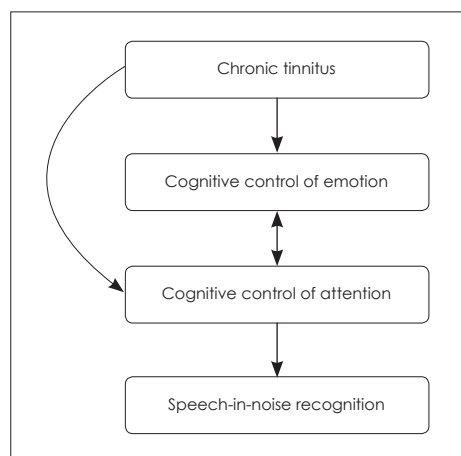 Chronic tinnitus
Cognitive control of emotion
Cognitive control of attention
Speech-in-noise recognition